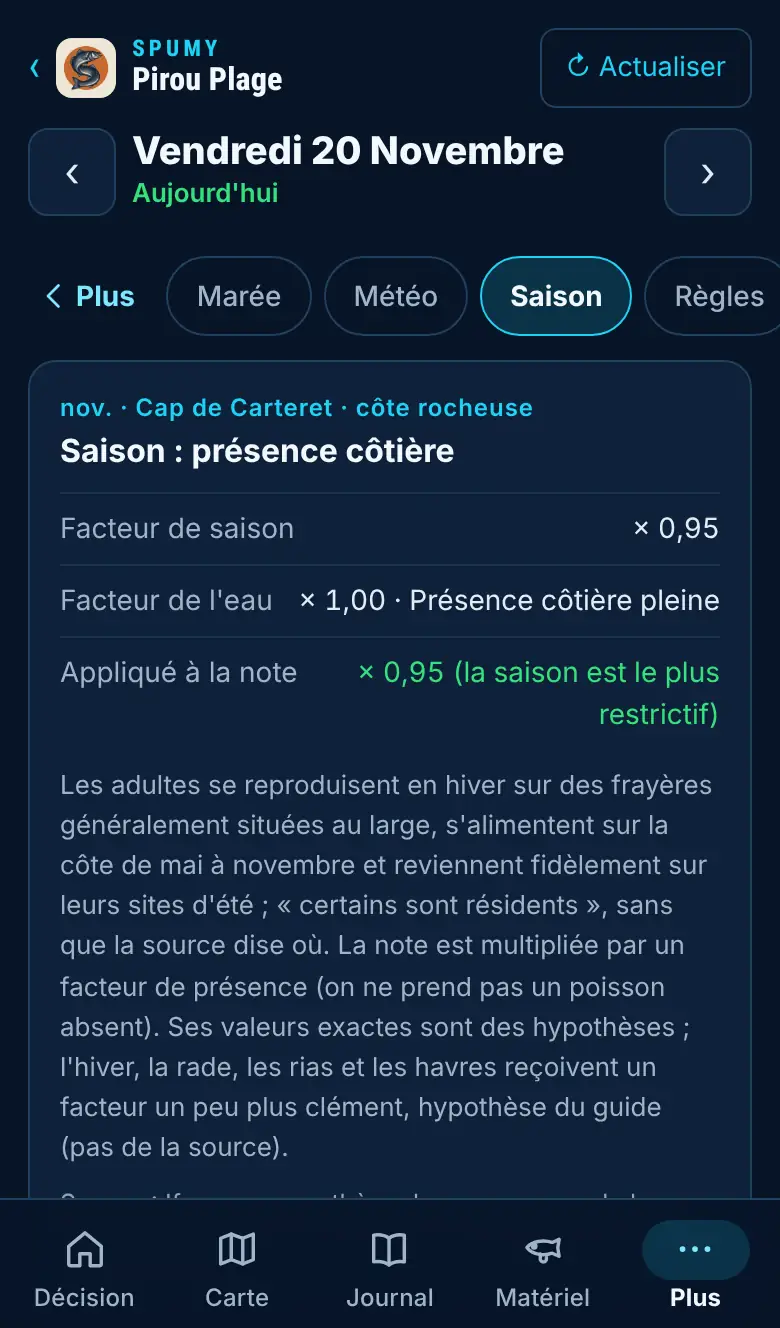 SPUMY
Pirou Plage
Actualiser
Vendredi 20 Novembre
Aujourd'hui
Plus
Marée
Météo
Saison
Règles
nov. · Cap de Carteret · côte rocheuse
Saison : présence côtière
Facteur de saison × 0,95
Facteur de l'eau × 1,00 · Présence côtière pleine
Appliqué à la note × 0,95 (la saison est le plus
restrictif)
Les adultes se reproduisent en hiver sur des frayères
généralement situées au large, s'alimentent sur la
côte de mai à novembre et reviennent fidèlement sur
leurs sites d'été ; « certains sont résidents », sans
que la source dise où. La note est multipliée par un
facteur de présence (on ne prend pas un poisson
absent). Ses valeurs exactes sont des hypothèses ;
l'hiver, la rade, les rias et les havres reçoivent un
facteur un peu plus clément, hypothèse du guide
(pas de la source).
Décision
Carte
Journal
Matériel
Plus